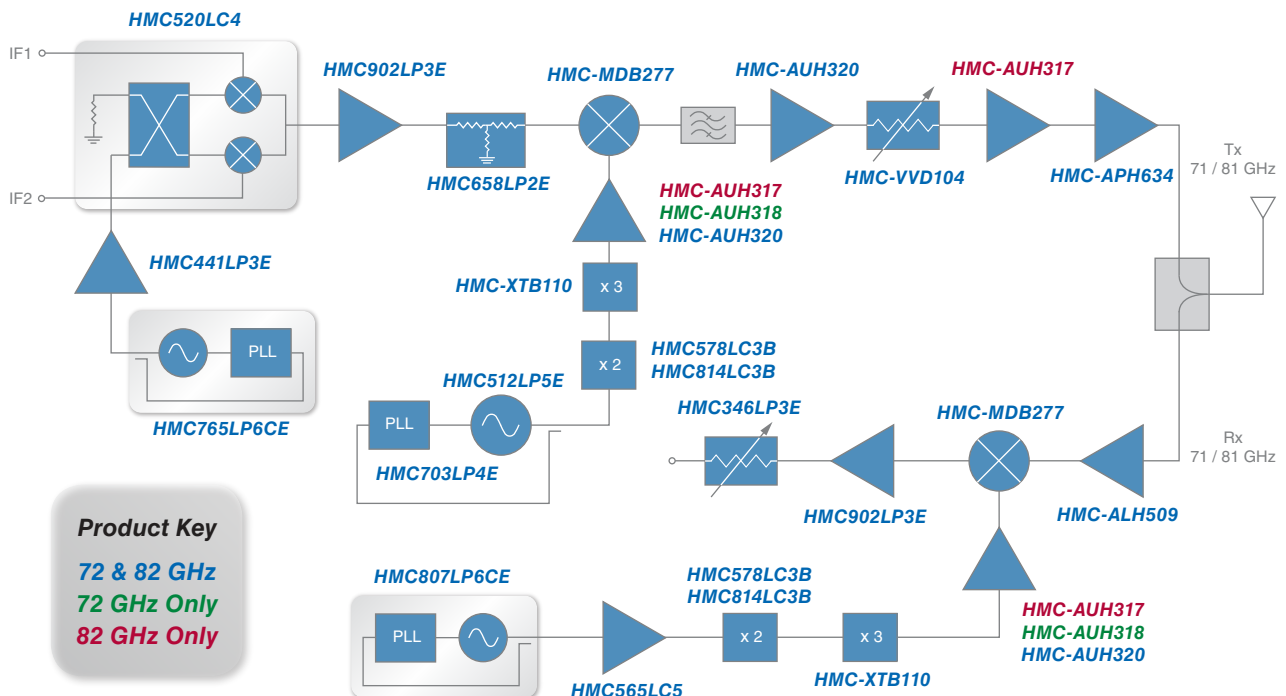 HMC520LC4
IF1
IF2
HMC902LP3E
HMC-MDB277
HMC-AUH320
HMC-AUH317
HMC658LP2E
HMC-VVD104
HMC-APH634
Tx
71 / 81 GHz
HMC-AUH317
HMC-AUH318
HMC-AUH320
HMC441LP3E
HMC-XTB110
x 3
PLL
HMC765LP6CE
HMC578LC3B
HMC814LC3B
x 2
HMC512LP5E
PLL
HMC703LP4E
HMC346LP3E
HMC-MDB277
Rx
71 / 81 GHz
HMC902LP3E
HMC-ALH509
Product Key
72 & 82 GHz
72 GHz Only
82 GHz Only
HMC807LP6CE
PLL
HMC565LC5
HMC578LC3B
HMC814LC3B
x 2
x 3
HMC-XTB110
HMC-AUH317
HMC-AUH318
HMC-AUH320